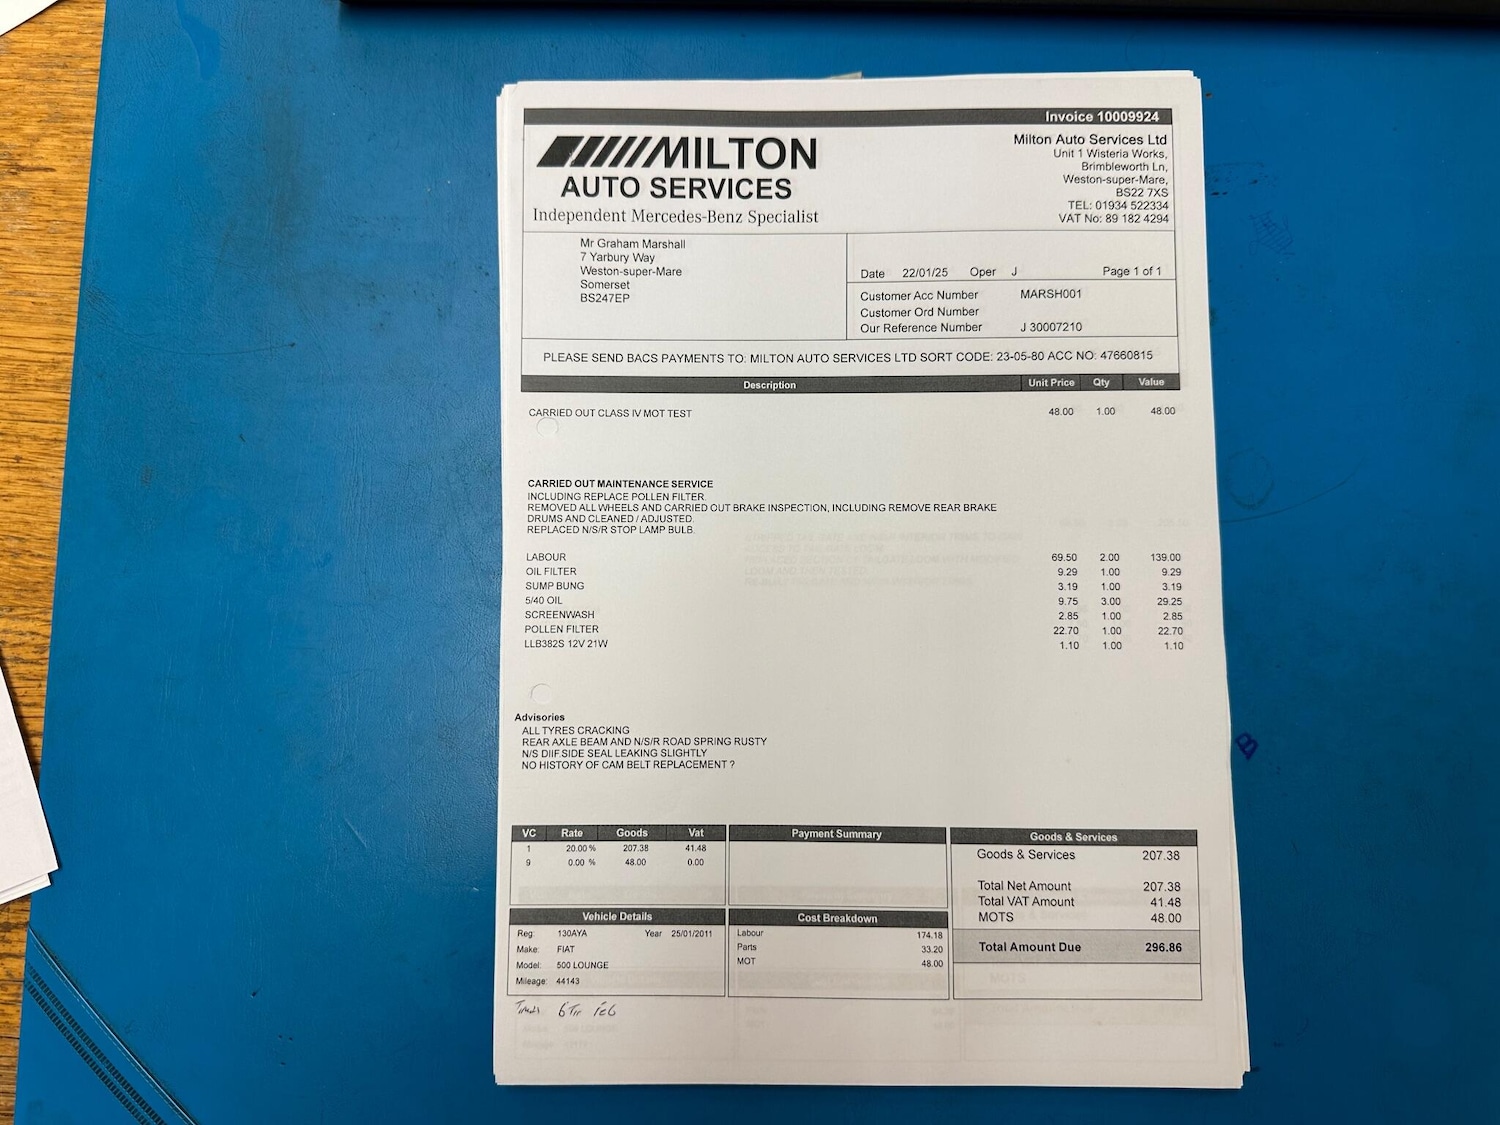 Invoice 10009924
MILTON
AUTO SERVICES
Independent Mercedes-Benz Specialist
Milton Auto Services Ltd
Unit 1 Wisteria Works,
Brimbleworth Ln,
Weston-super-Mare,
BS22 7XS
TEL: 01934 522334
VAT No: 89 182 4294
Mr Graham Marshall
7 Yarbury Way
Weston-super-Mare
Somerset
BS247EP
Date 22/01/25 Oper J Page 1 of 1
Customer Acc Number MARSH001
Customer Ord Number
Our Reference Number J 30007210
PLEASE SEND BACS PAYMENTS TO: MILTON AUTO SERVICES LTD SORT CODE: 23-05-80 ACC NO: 47660815
Description Unit Price Qty Value
CARRIED OUT CLASS IV MOT TEST 48.00 1.00 48.00
CARRIED OUT MAINTENANCE SERVICE
INCLUDING REPLACE POLLEN FILTER.
REMOVED ALL WHEELS AND CARRIED OUT BRAKE INSPECTION, INCLUDING REMOVE REAR BRAKE
DRUMS AND CLEANED / ADJUSTED.
REPLACED N/S/R STOP LAMP BULB.
LABOUR 69.50 2.00 139.00
OIL FILTER 9.29 1.00 9.29
SUMP BUNG 3.19 1.00 3.19
5/40 OIL 9.75 3.00 29.25
SCREENWASH 2.85 1.00 2.85
POLLEN FILTER 22.70 1.00 22.70
LLB382S 12V 21W 1.10 1.00 1.10
Advisories
ALL TYRES CRACKING
REAR AXLE BEAM AND N/S/R ROAD SPRING RUSTY
N/S DIIF SIDE SEAL LEAKING SLIGHTLY
NO HISTORY OF CAM BELT REPLACEMENT ?
VC Rate Goods Vat
1 20.00 % 207.38 41.48
9 0.00 % 48.00 0.00
Payment Summary
Goods & Services
Goods & Services 207.38
Total Net Amount 207.38
Total VAT Amount 41.48
MOTS 48.00
Total Amount Due 296.86
Vehicle Details
Reg: 130AYA Year 25/01/2011
Make: FIAT
Model: 500 LOUNGE
Mileage: 44143
Cost Breakdown
Labour 174.18
Parts 33.20
MOT 48.00
6TH FEB